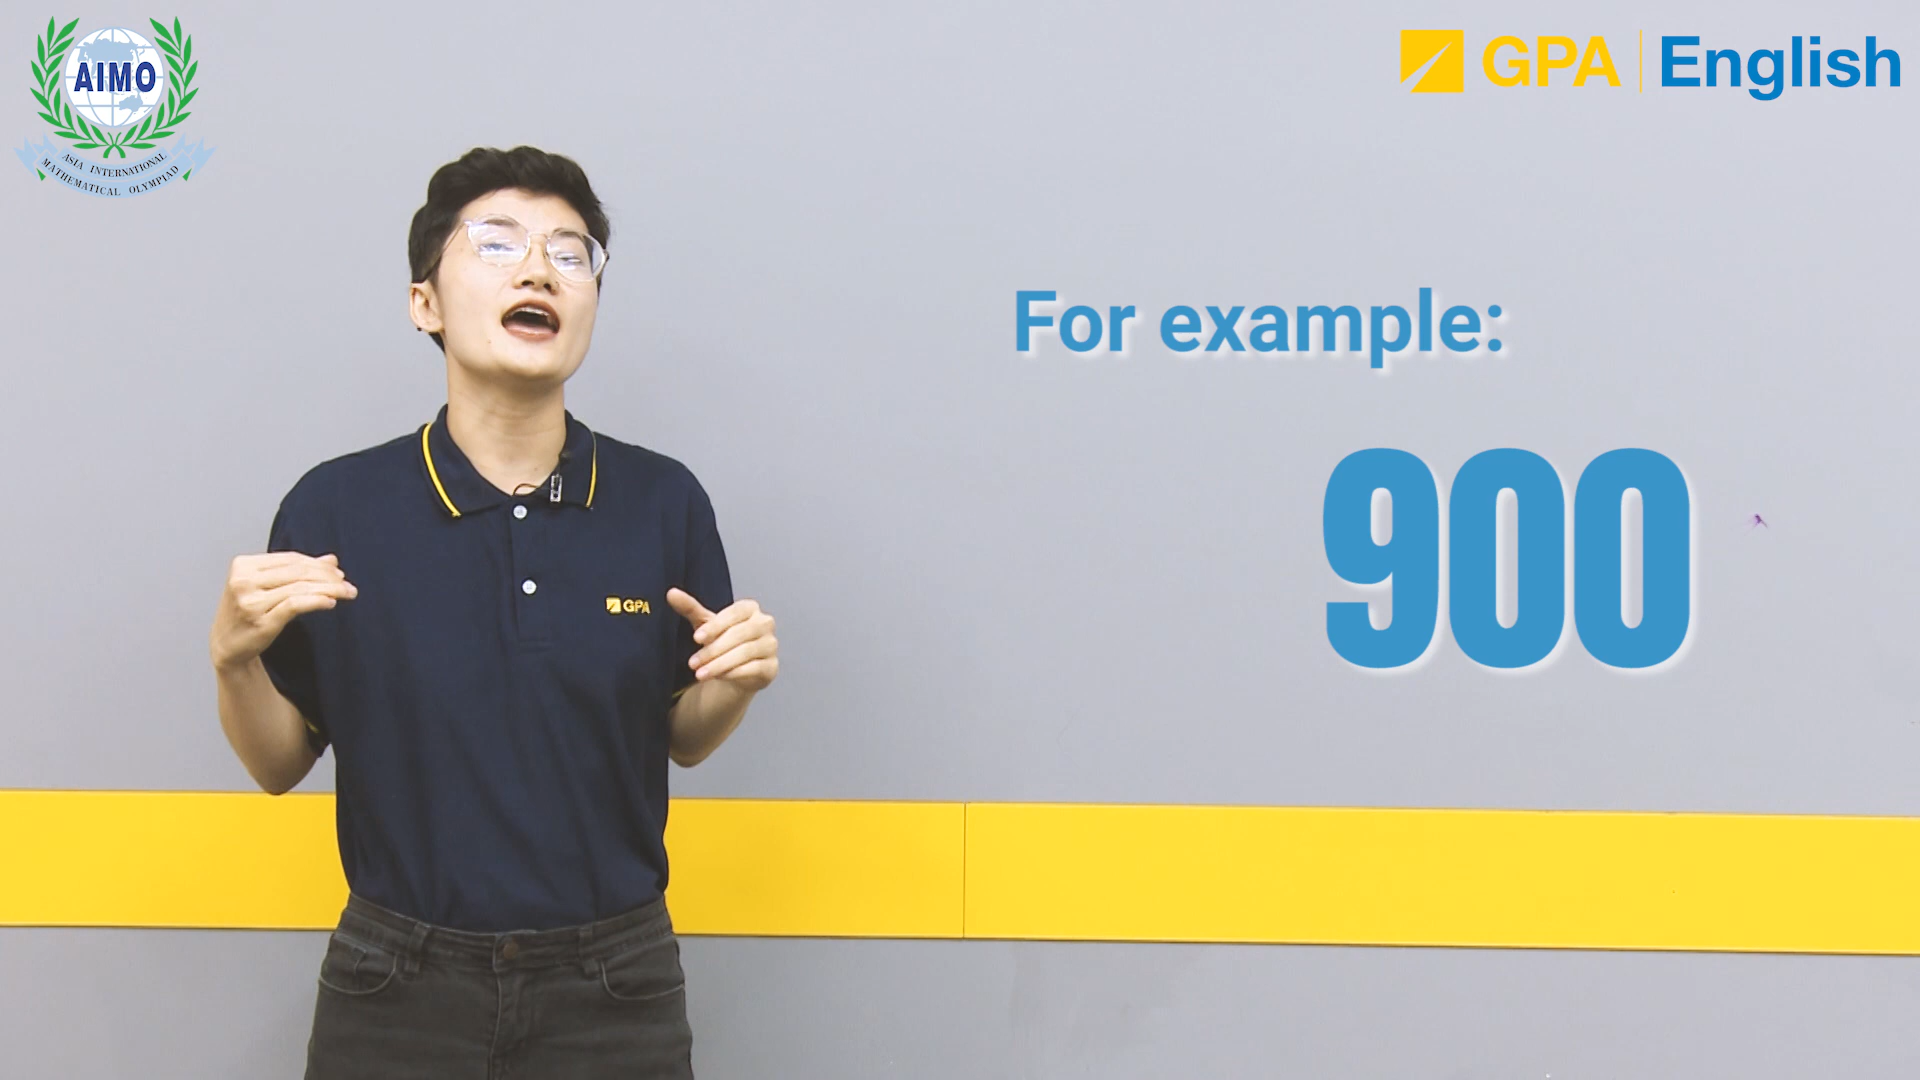 AIMO
ASIA INTERNATIONAL
MATHEMATICAL OLYMPIAD
GPA | English
For example:
900
GPA